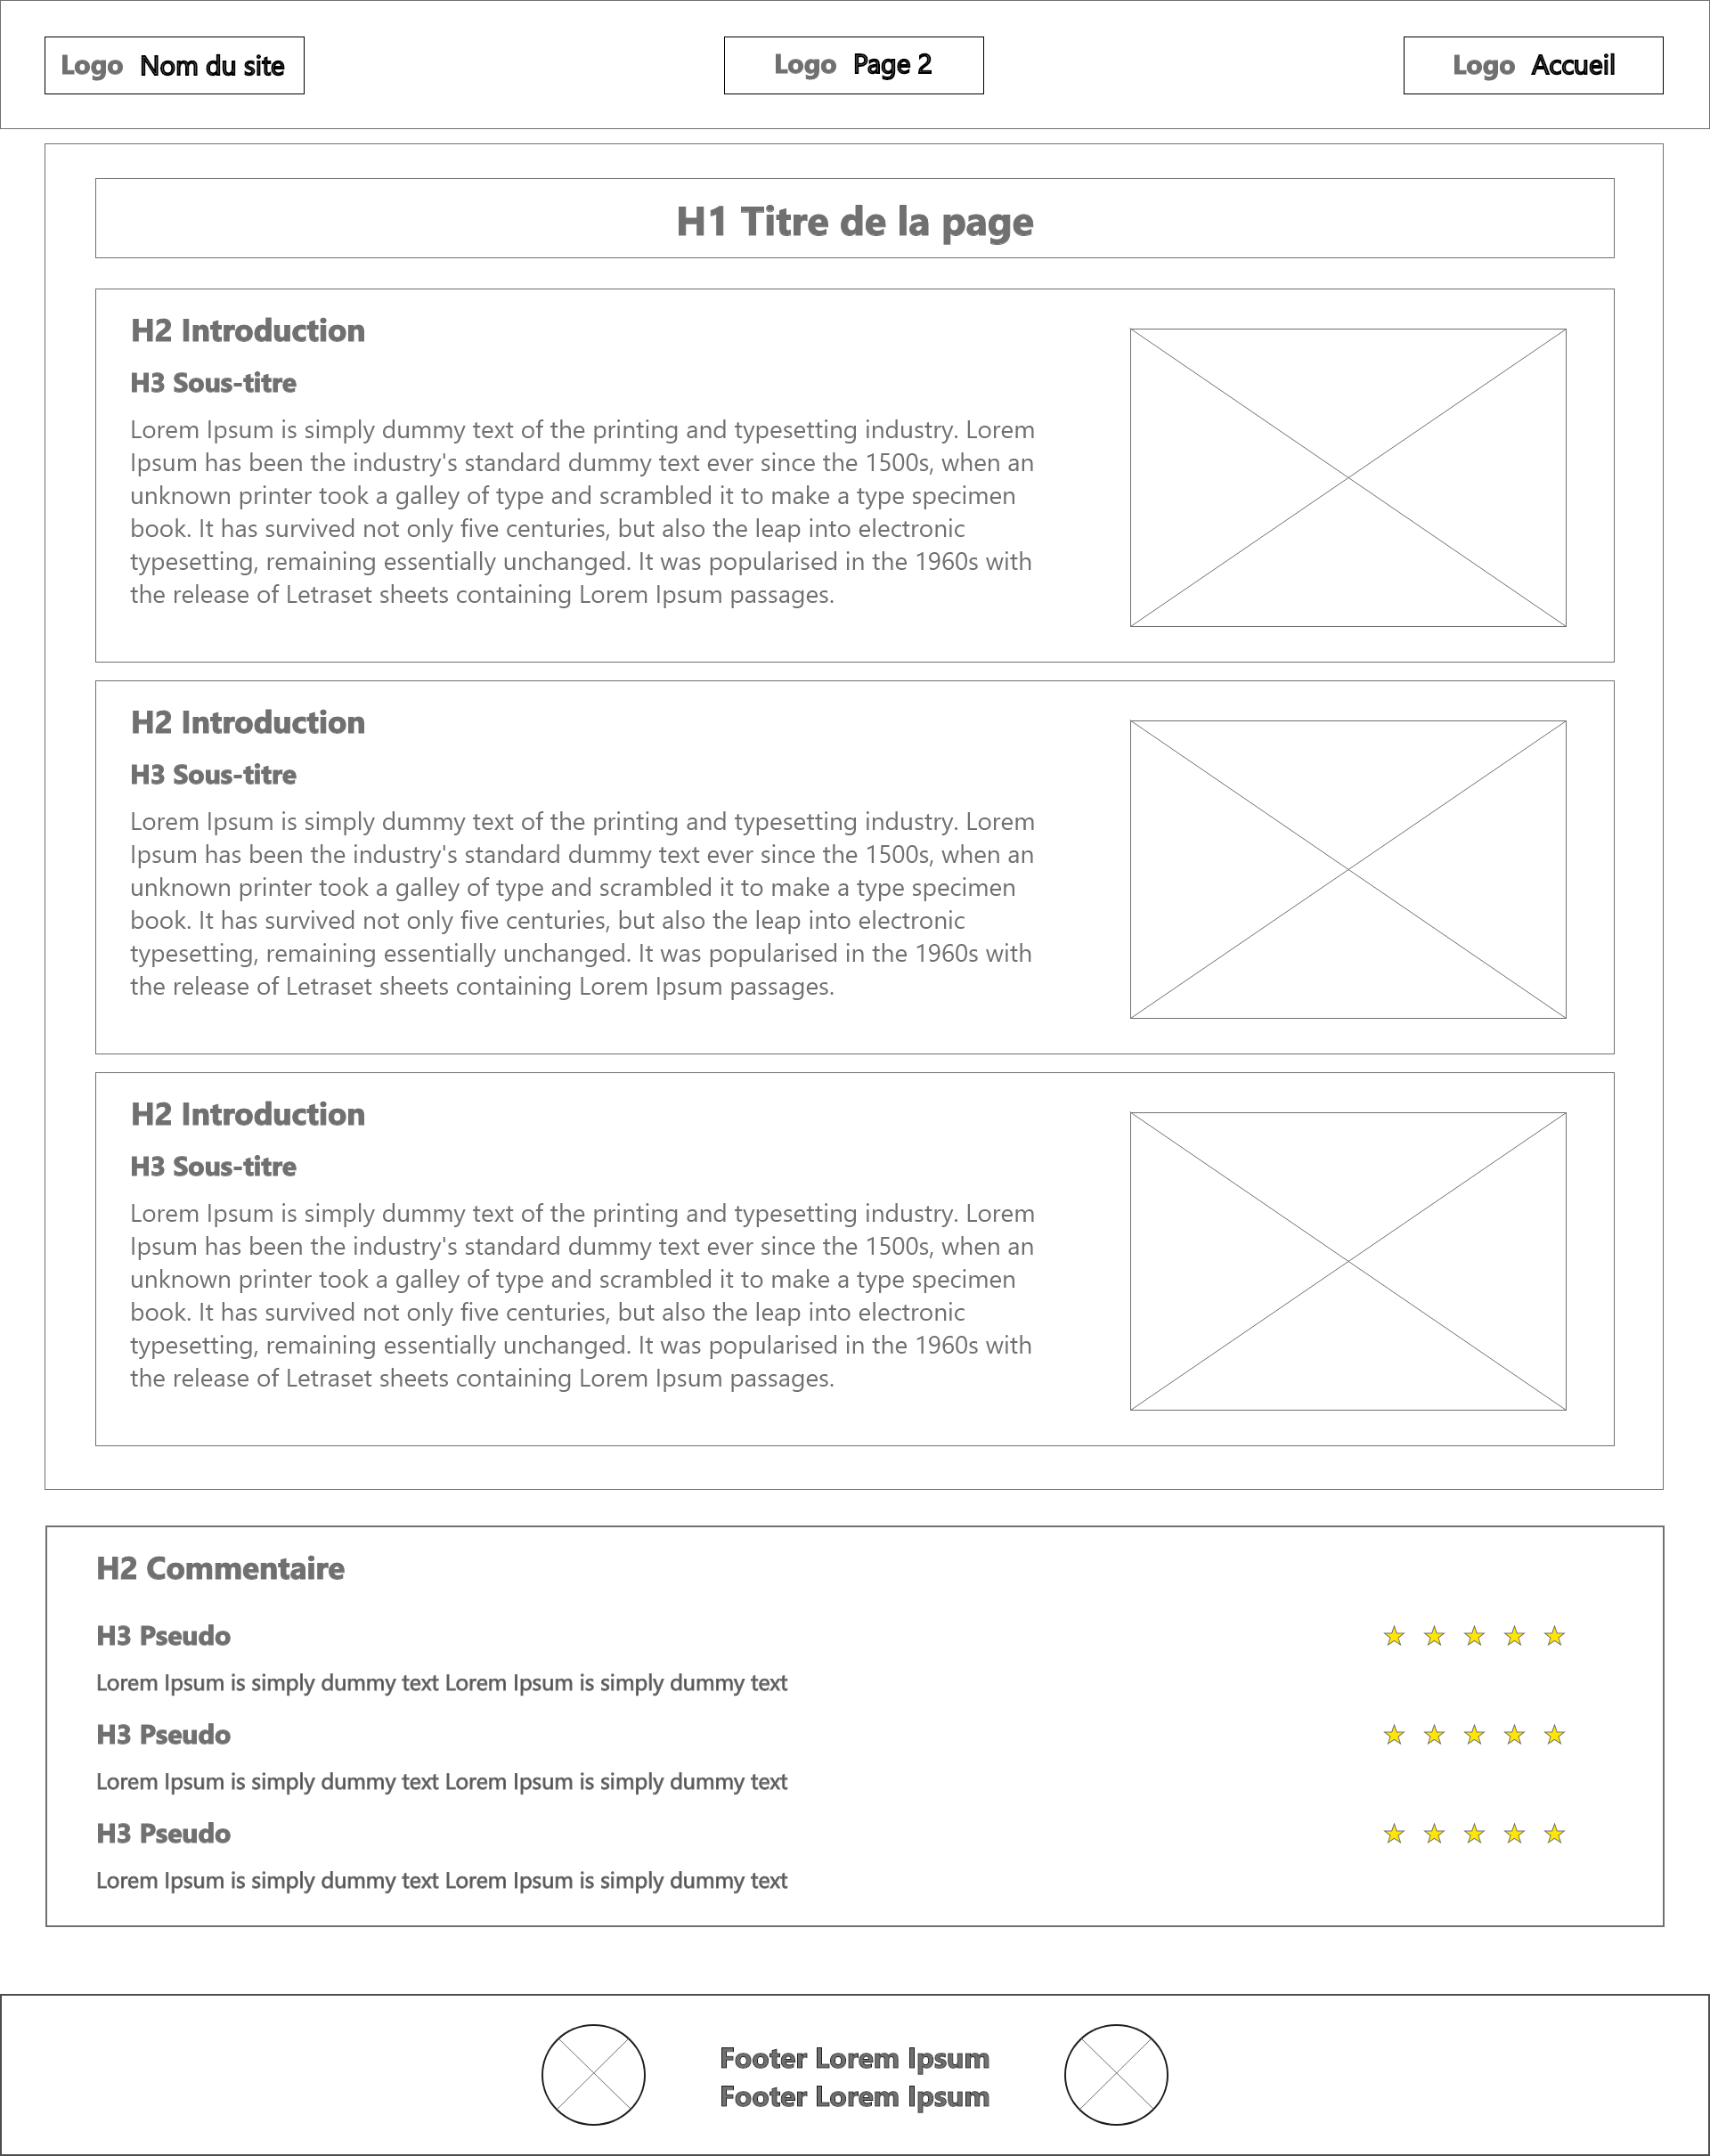 Logo Nom du site
Logo Page 2
Logo Accueil
H1 Titre de la page
H2 Introduction
H3 Sous-titre
Lorem Ipsum is simply dummy text of the printing and typesetting industry. Lorem
Ipsum has been the industry's standard dummy text ever since the 1500s, when an
unknown printer took a galley of type and scrambled it to make a type specimen
book. It has survived not only five centuries, but also the leap into electronic
typesetting, remaining essentially unchanged. It was popularised in the 1960s with
the release of Letraset sheets containing Lorem Ipsum passages.
H2 Introduction
H3 Sous-titre
Lorem Ipsum is simply dummy text of the printing and typesetting industry. Lorem
Ipsum has been the industry's standard dummy text ever since the 1500s, when an
unknown printer took a galley of type and scrambled it to make a type specimen
book. It has survived not only five centuries, but also the leap into electronic
typesetting, remaining essentially unchanged. It was popularised in the 1960s with
the release of Letraset sheets containing Lorem Ipsum passages.
H2 Introduction
H3 Sous-titre
Lorem Ipsum is simply dummy text of the printing and typesetting industry. Lorem
Ipsum has been the industry's standard dummy text ever since the 1500s, when an
unknown printer took a galley of type and scrambled it to make a type specimen
book. It has survived not only five centuries, but also the leap into electronic
typesetting, remaining essentially unchanged. It was popularised in the 1960s with
the release of Letraset sheets containing Lorem Ipsum passages.
H2 Commentaire
H3 Pseudo
Lorem Ipsum is simply dummy text Lorem Ipsum is simply dummy text
H3 Pseudo
Lorem Ipsum is simply dummy text Lorem Ipsum is simply dummy text
H3 Pseudo
Lorem Ipsum is simply dummy text Lorem Ipsum is simply dummy text
Footer Lorem Ipsum
Footer Lorem Ipsum